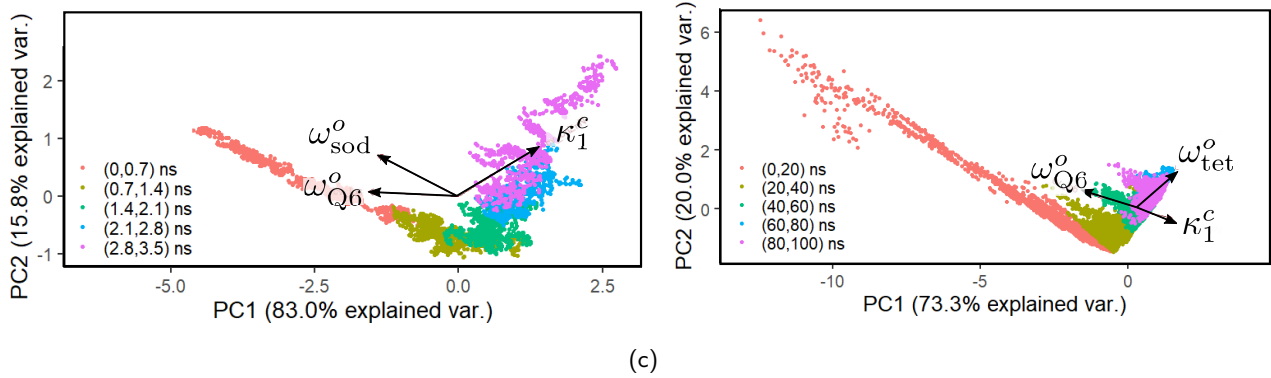 PC2 (15.8% explained var.)
2
1
0
-1
ω^o_sod
ω^o_Q6
κ^c_1
(0,0.7) ns
(0.7,1.4) ns
(1.4,2.1) ns
(2.1,2.8) ns
(2.8,3.5) ns
-5.0 -2.5 0.0 2.5
PC1 (83.0% explained var.)
PC2 (20.0% explained var.)
6
4
2
0
ω^o_tet
ω^o_Q6
κ^c_1
(0,20) ns
(20,40) ns
(40,60) ns
(60,80) ns
(80,100) ns
-10 -5 0
PC1 (73.3% explained var.)
(c)